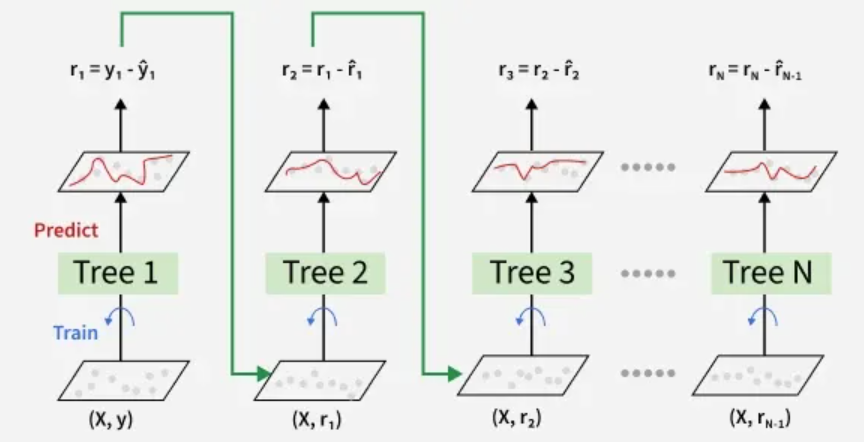 r₁ = y₁ - ŷ₁
r₂ = r₁ - r̂₁
r₃ = r₂ - r̂₂
r_N = r_N - r̂_N-1
Predict
Tree 1
Tree 2
Tree 3
Tree N
Train
(X, y)
(X, r₁)
(X, r₂)
(X, r_N-1)